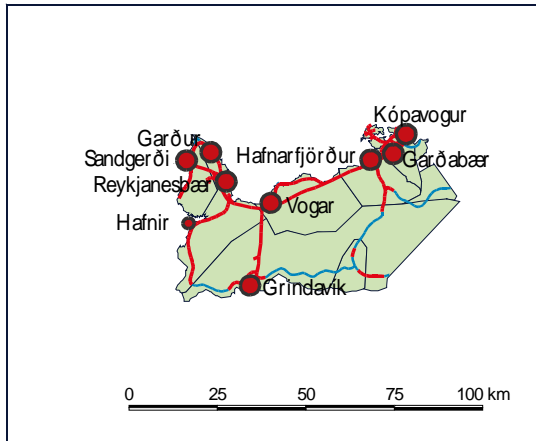 Kópavogur
Garður
Hafnarfjörður
Garðabær
Sandgerði
Reykjanesbær
Vogar
Hafnir
Grindavík
0 25 50 75 100 km